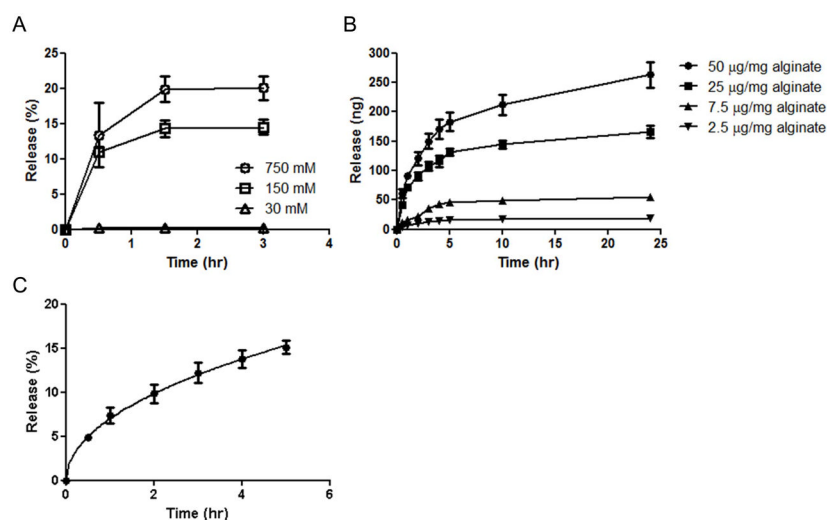 A
25
20
15
10
5
0
Release (%)
750 mM
150 mM
30 mM
0 1 2 3 4
Time (hr)
B
300
250
200
150
100
50
0
Release (ng)
0 5 10 15 20 25
Time (hr)
50 μg/mg alginate
25 μg/mg alginate
7.5 μg/mg alginate
2.5 μg/mg alginate
C
20
15
10
5
0
Release (%)
0 2 4 6
Time (hr)